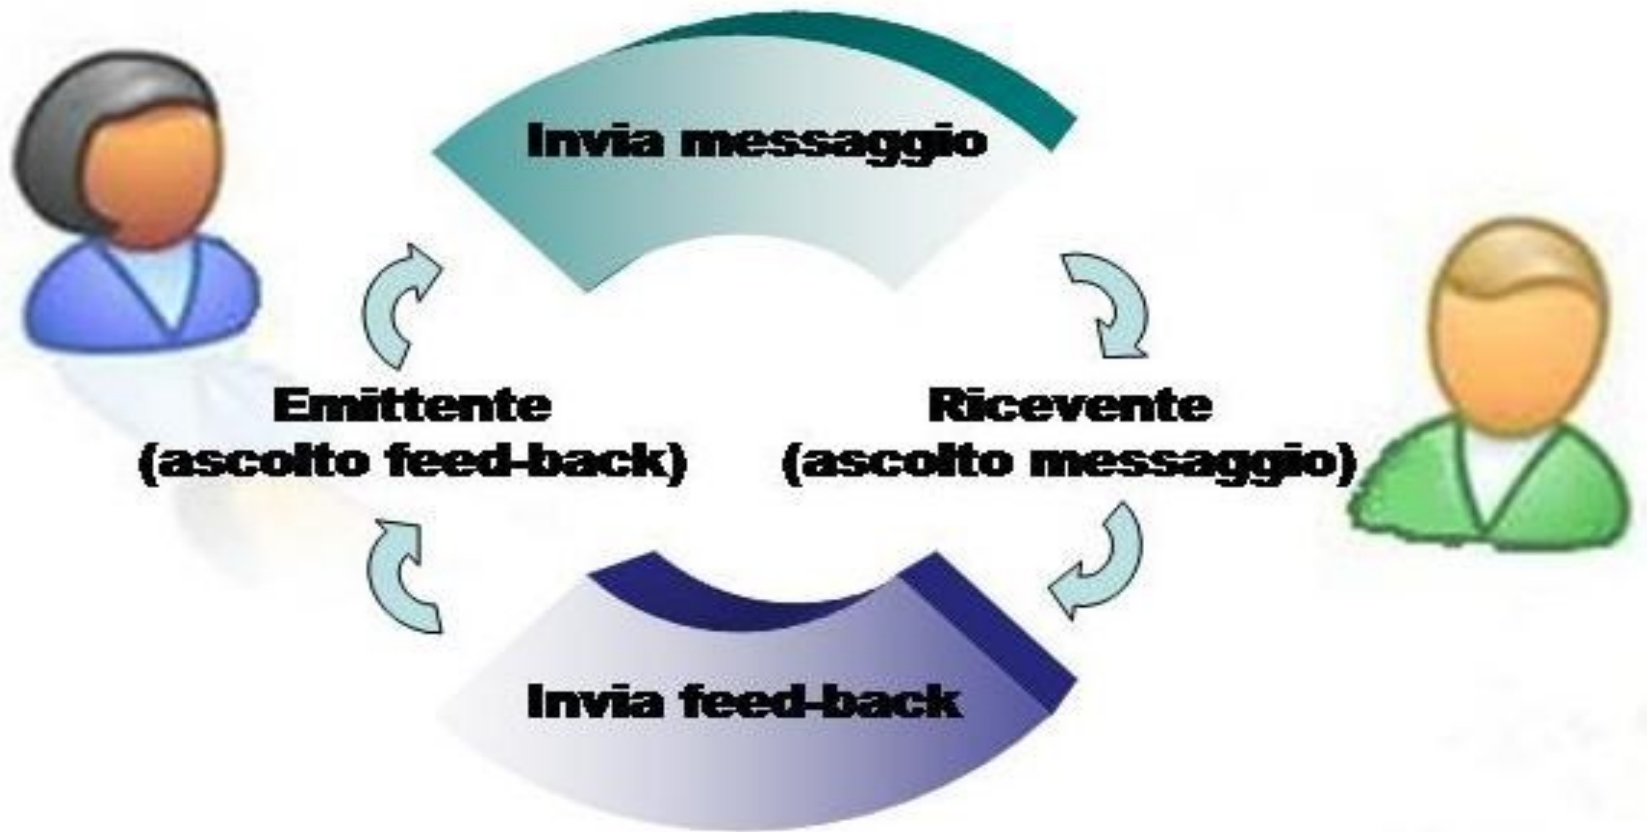 Invia messaggio
Emittente
(ascolto feed-back)
Ricevente
(ascolto messaggio)
Invia feed-back